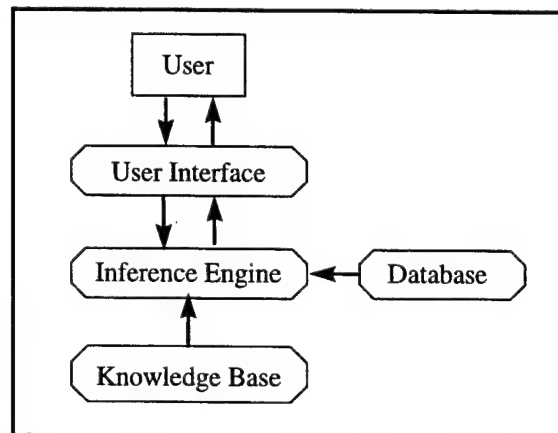 User
User Interface
Inference Engine
Database
Knowledge Base